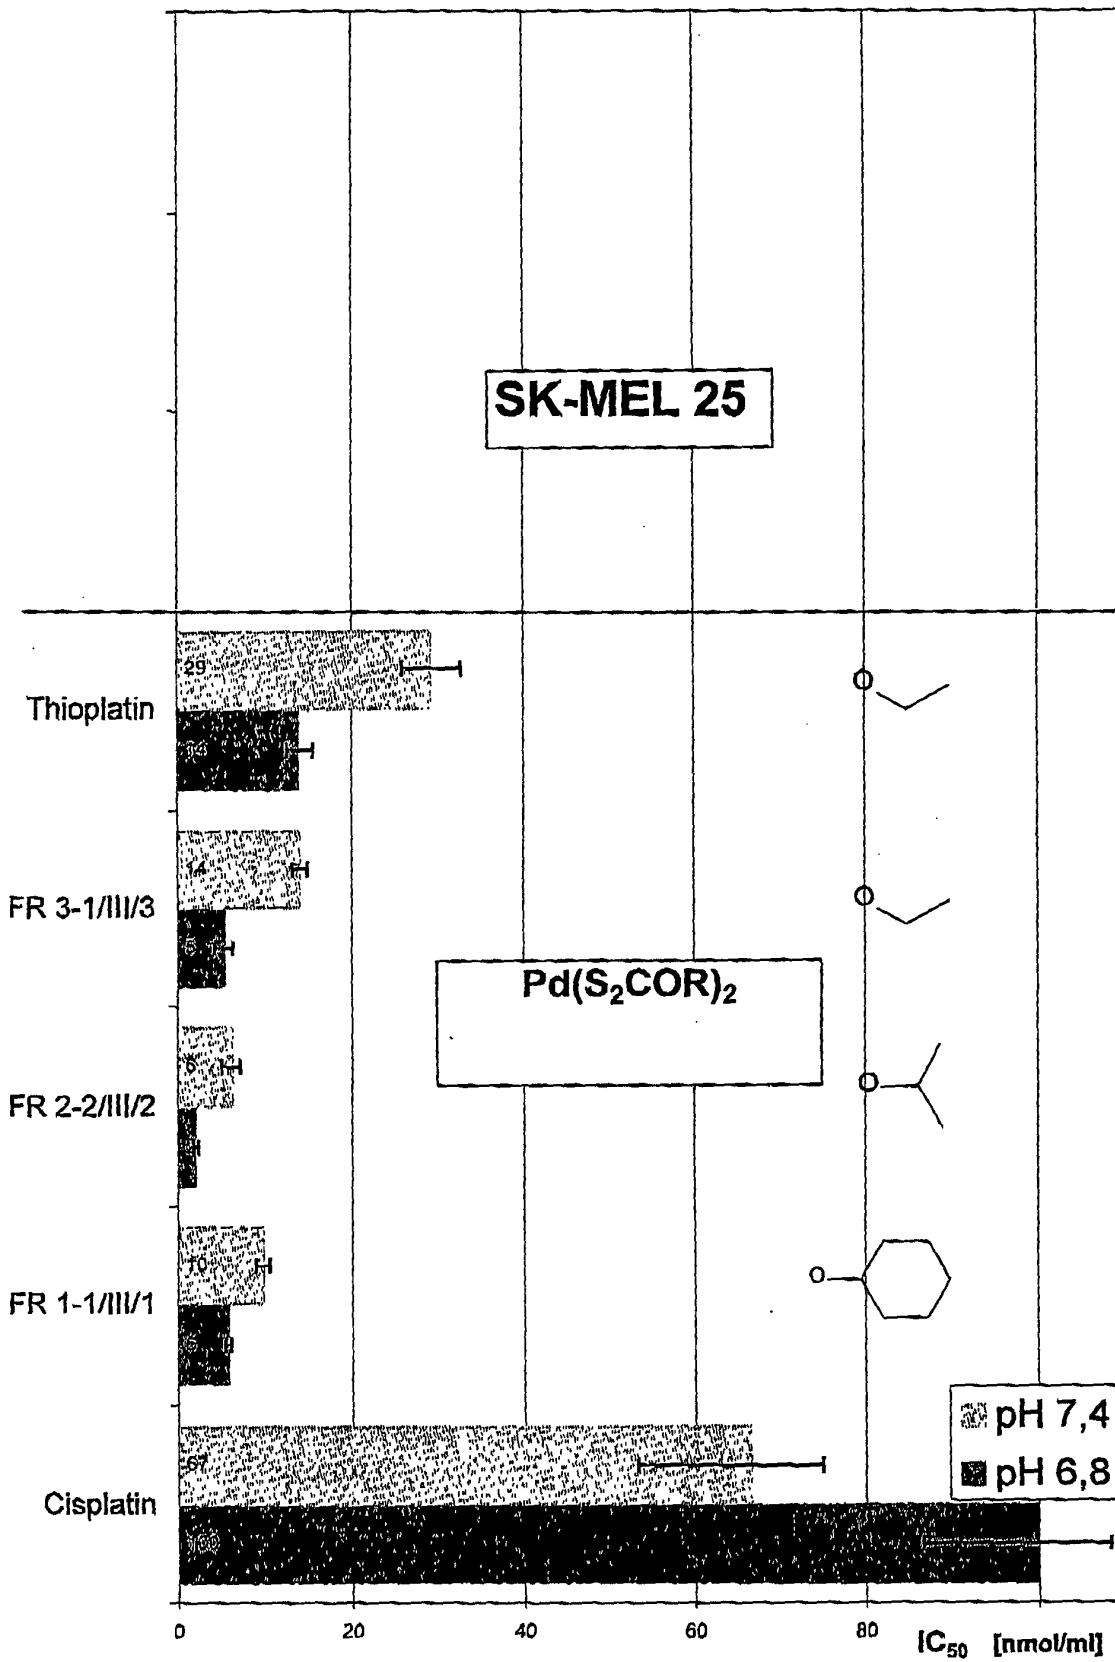 SK-MEL 25
Thioplatin
29
O
FR 3-1/III/3
14
O
Pd(S₂COR)₂
FR 2-2/III/2
6
O
FR 1-1/III/1
10
O
pH 7,4
pH 6,8
Cisplatin
67
100
0 20 40 60 80 IC₅₀ [nmol/ml]